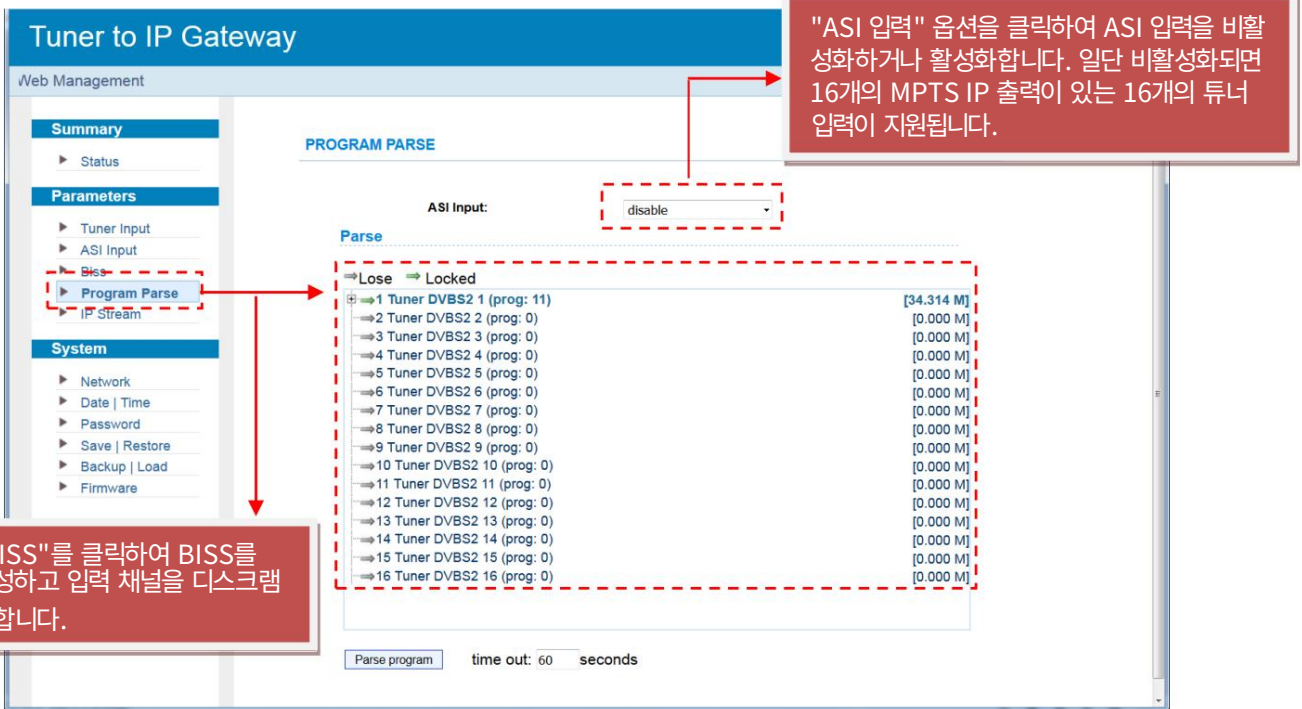 Tuner to IP Gateway
Web Management
"ASI 입력" 옵션을 클릭하여 ASI 입력을 비활
성화하거나 활성화합니다. 일단 비활성화되면
16개의 MPTS IP 출력이 있는 16개의 튜너
입력이 지원됩니다.
Summary
Status
Parameters
Tuner Input
ASI Input
Biss
Program Parse
IP Stream
System
Network
Date | Time
Password
Save | Restore
Backup | Load
Firmware
PROGRAM PARSE
ASI Input: disable
Parse
Lose Locked
1 Tuner DVBS2 1 (prog: 11) [34.314 M]
2 Tuner DVBS2 2 (prog: 0) [0.000 M]
3 Tuner DVBS2 3 (prog: 0) [0.000 M]
4 Tuner DVBS2 4 (prog: 0) [0.000 M]
5 Tuner DVBS2 5 (prog: 0) [0.000 M]
6 Tuner DVBS2 6 (prog: 0) [0.000 M]
7 Tuner DVBS2 7 (prog: 0) [0.000 M]
8 Tuner DVBS2 8 (prog: 0) [0.000 M]
9 Tuner DVBS2 9 (prog: 0) [0.000 M]
10 Tuner DVBS2 10 (prog: 0) [0.000 M]
11 Tuner DVBS2 11 (prog: 0) [0.000 M]
12 Tuner DVBS2 12 (prog: 0) [0.000 M]
13 Tuner DVBS2 13 (prog: 0) [0.000 M]
14 Tuner DVBS2 14 (prog: 0) [0.000 M]
15 Tuner DVBS2 15 (prog: 0) [0.000 M]
16 Tuner DVBS2 16 (prog: 0) [0.000 M]
ISS"를 클릭하여 BISS를
성하고 입력 채널을 디스크램
합니다.
Parse program time out: 60 seconds